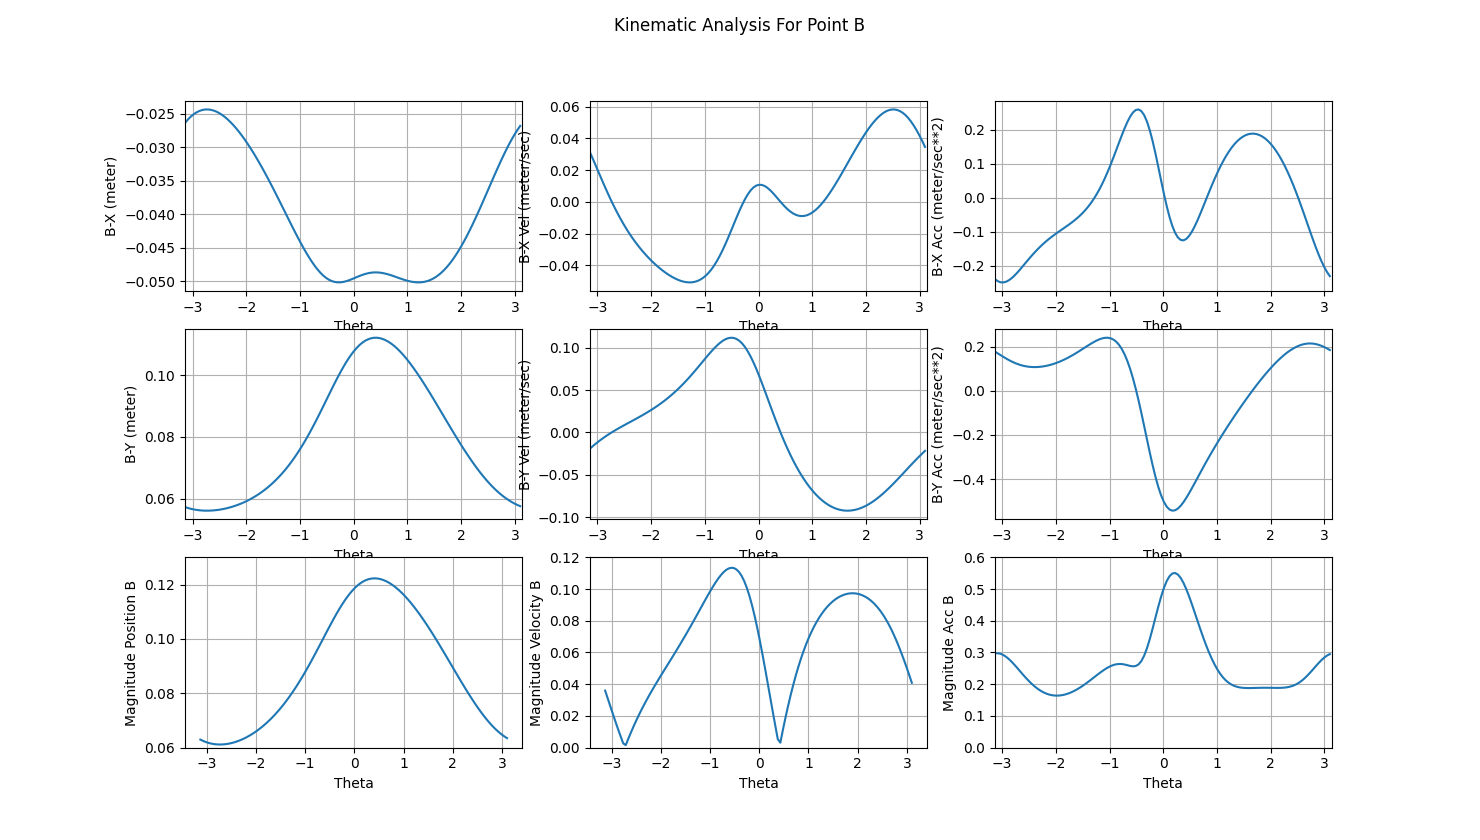 Kinematic Analysis For Point B
B-X (meter)
−0.025
−0.030
−0.035
−0.040
−0.045
−0.050
−3 −2 −1 0 1 2 3
Theta
B-X Vel (meter/sec)
0.06
0.04
0.02
0.00
−0.02
−0.04
−3 −2 −1 0 1 2 3
Theta
B-X Acc (meter/sec**2)
0.2
0.1
0.0
−0.1
−0.2
−3 −2 −1 0 1 2 3
Theta
B-Y (meter)
0.10
0.08
0.06
−3 −2 −1 0 1 2 3
Theta
B-Y Vel (meter/sec)
0.10
0.05
0.00
−0.05
−0.10
−3 −2 −1 0 1 2 3
Theta
B-Y Acc (meter/sec**2)
0.2
0.0
−0.2
−0.4
−3 −2 −1 0 1 2 3
Theta
Magnitude Position B
0.12
0.10
0.08
0.06
−3 −2 −1 0 1 2 3
Theta
Magnitude Velocity B
0.12
0.10
0.08
0.06
0.04
0.02
0.00
−3 −2 −1 0 1 2 3
Theta
Magnitude Acc B
0.6
0.5
0.4
0.3
0.2
0.1
0.0
−3 −2 −1 0 1 2 3
Theta